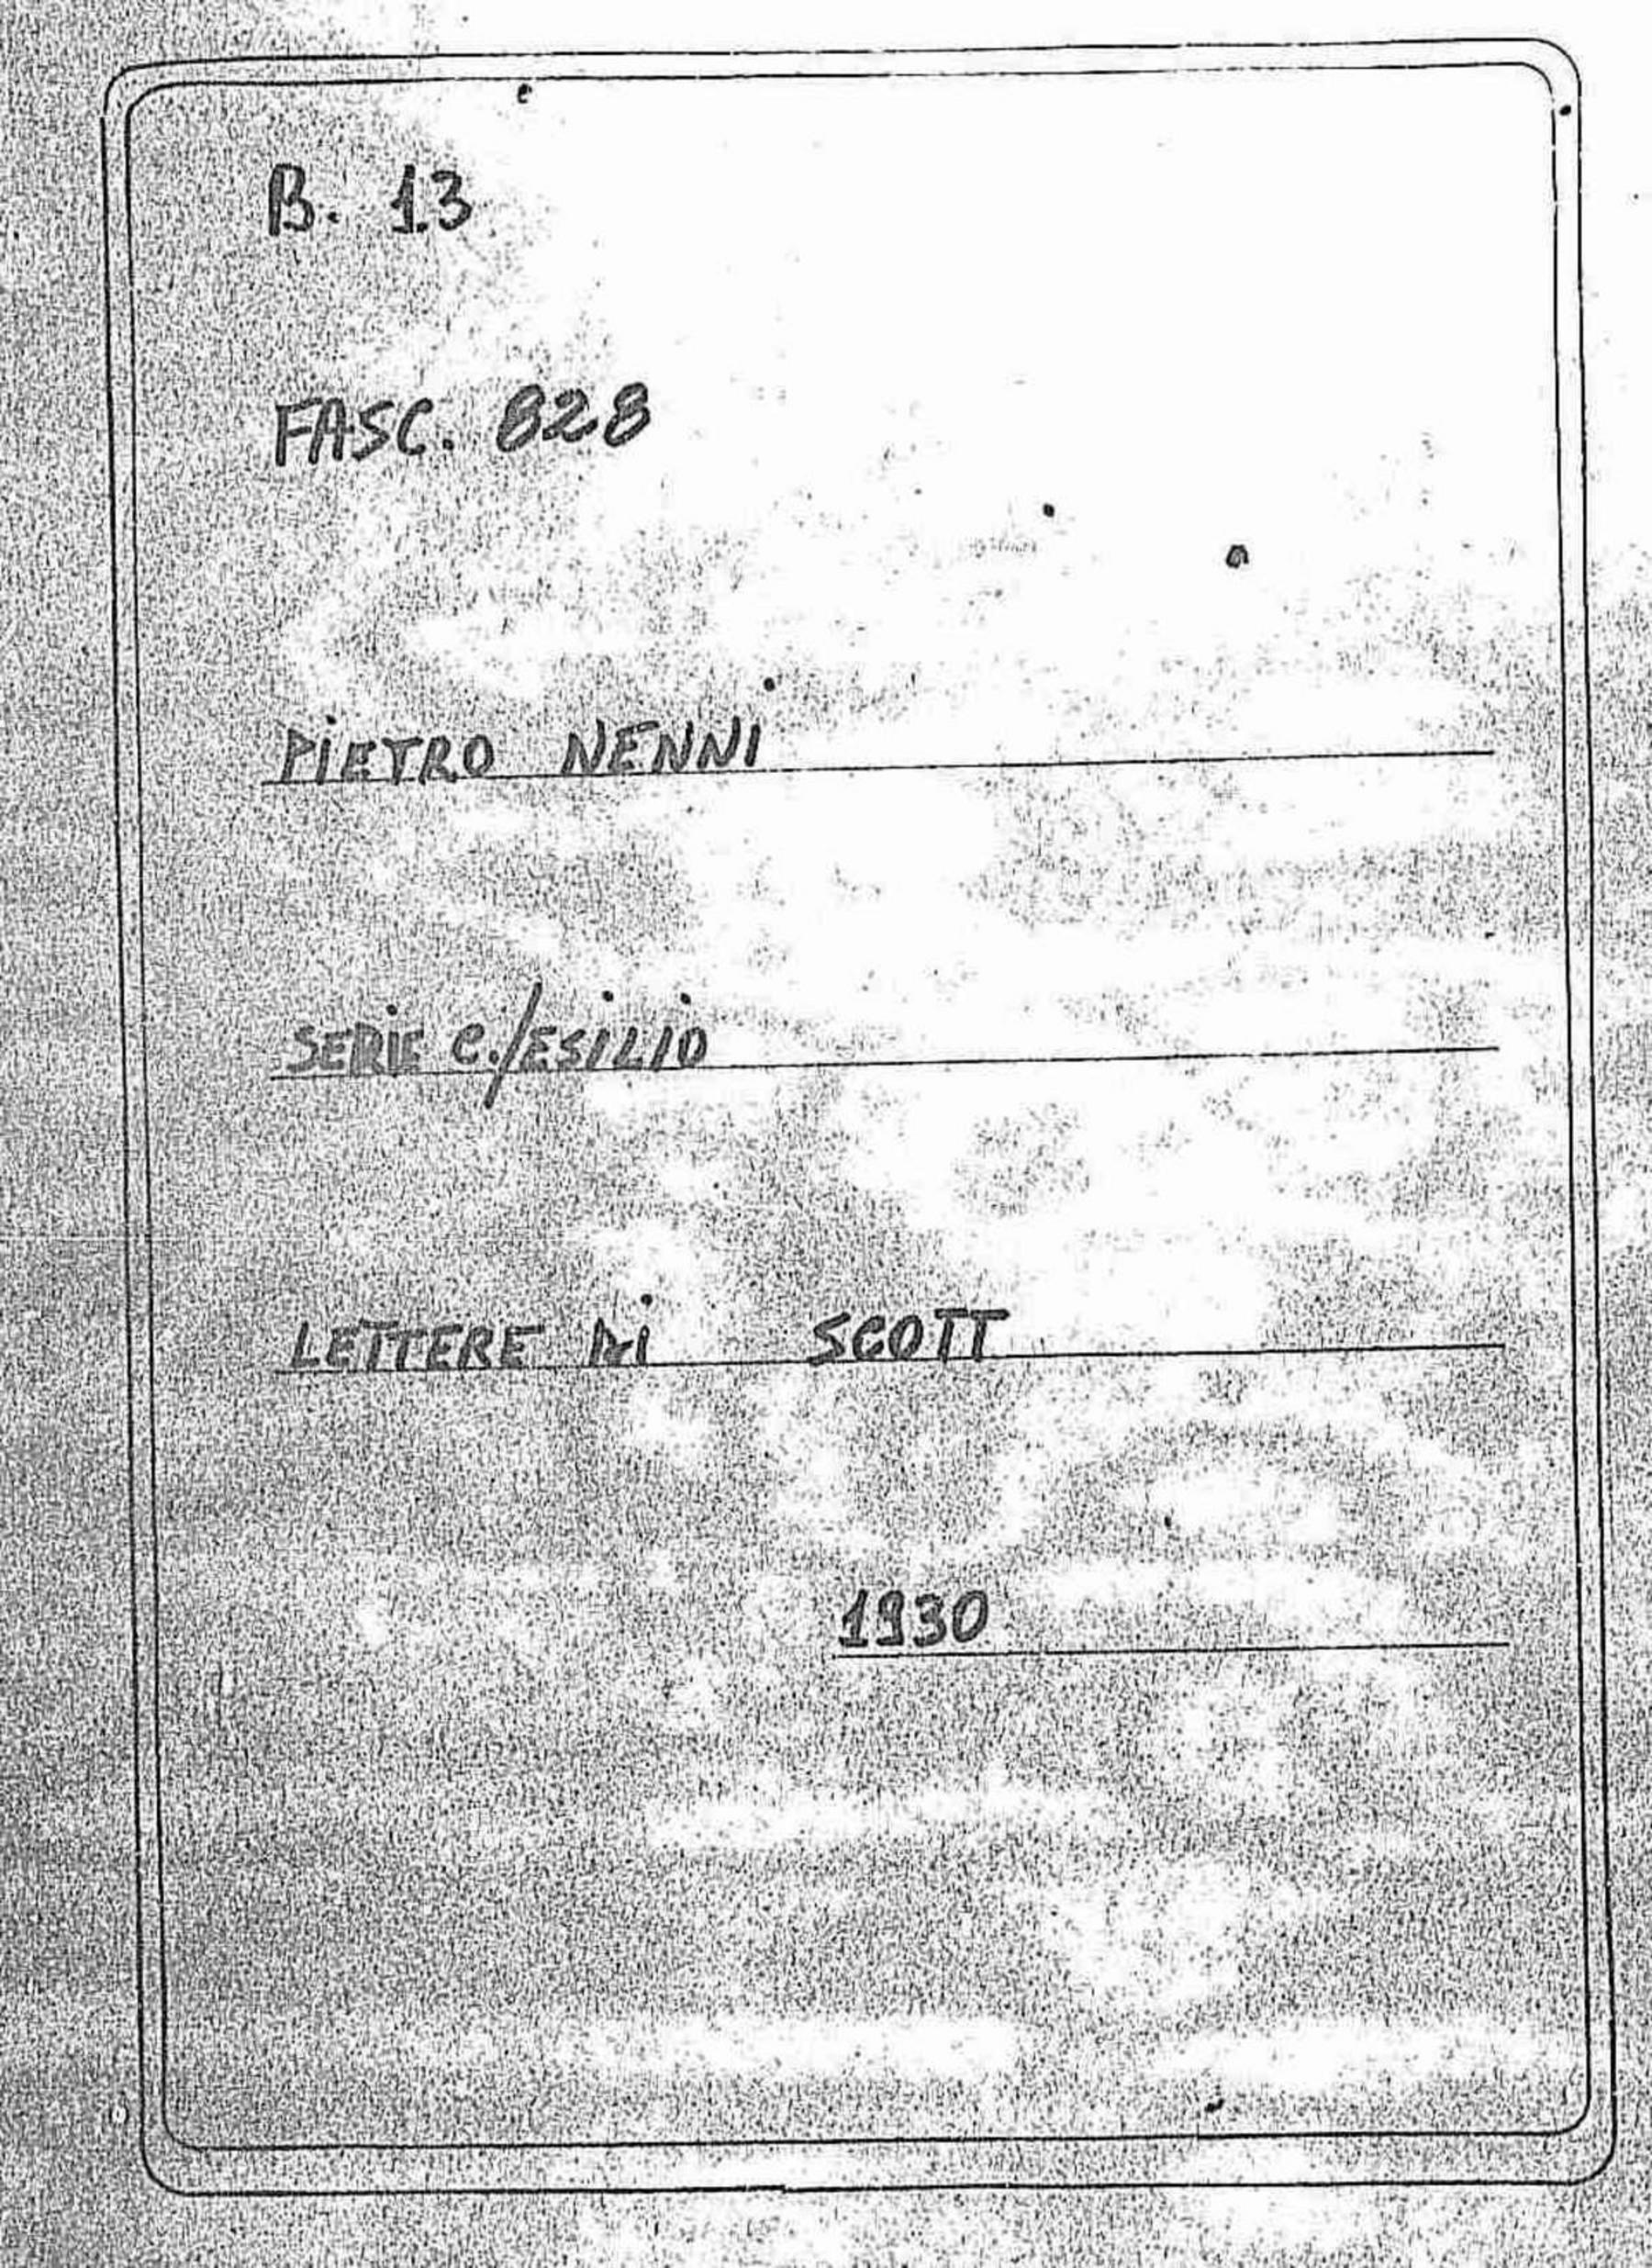 B. 13
FASC. 828
PIETRO NENNI
SERIE C./ESILIO
LETTERE DI SCOTT
1930